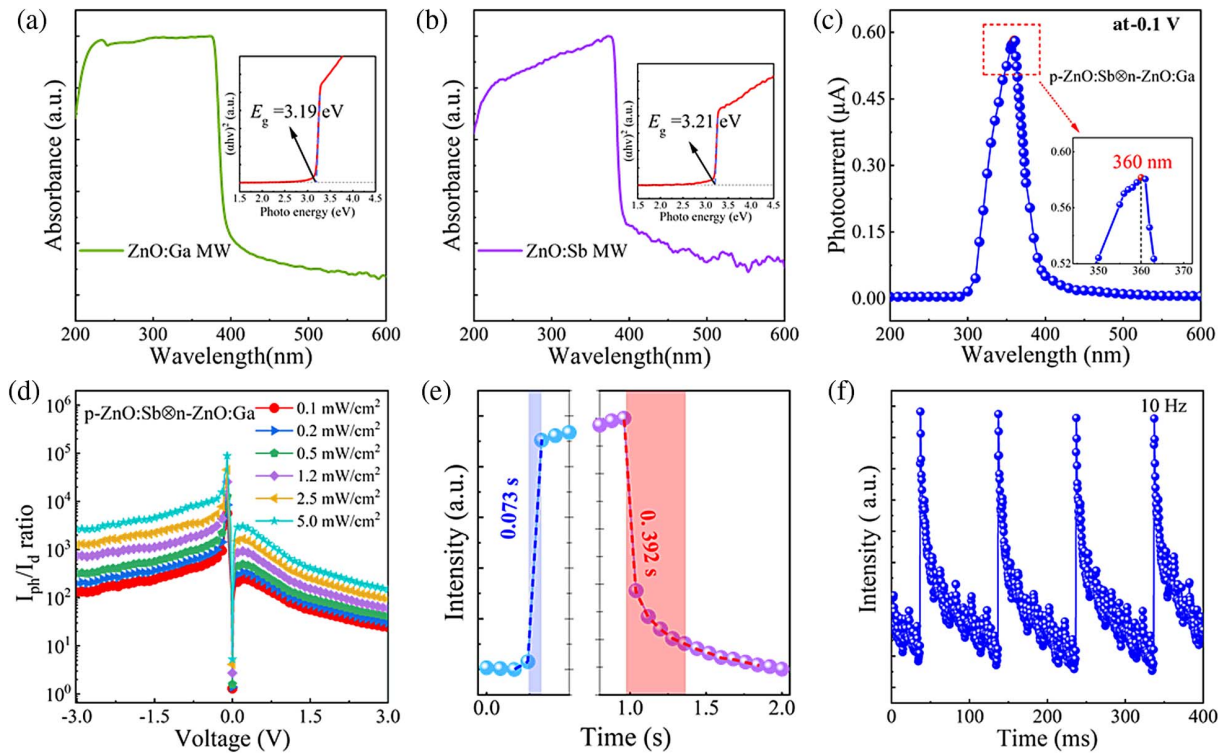 (a)
Absorbance (a.u.)
(αhν)² (a.u.)
E_g =3.19 eV
1.5 2.0 2.5 3.0 3.5 4.0 4.5
Photo energy (eV)
ZnO:Ga MW
200 300 400 500 600
Wavelength(nm)
(b)
Absorbance (a.u.)
(αhν)² (a.u.)
E_g =3.21 eV
1.5 2.0 2.5 3.0 3.5 4.0 4.5
Photo energy (eV)
ZnO:Sb MW
200 300 400 500 600
Wavelength(nm)
(c)
at-0.1 V
Photocurrent (μA)
0.60
0.45
0.30
0.15
0.00
p-ZnO:Sb⊗n-ZnO:Ga
360 nm
0.60
0.56
0.52
350 360 370
200 300 400 500 600
Wavelength (nm)
(d)
I_ph/I_d ratio
10⁶
10⁵
10⁴
10³
10²
10¹
10⁰
p-ZnO:Sb⊗n-ZnO:Ga
0.1 mW/cm²
0.2 mW/cm²
0.5 mW/cm²
1.2 mW/cm²
2.5 mW/cm²
5.0 mW/cm²
-3.0 -1.5 0.0 1.5 3.0
Voltage (V)
(e)
Intensity (a.u.)
0.073 s
0.392 s
0.0 1.0 1.5 2.0
Time (s)
(f)
10 Hz
Intensity ( a.u.)
0 100 200 300 400
Time (ms)